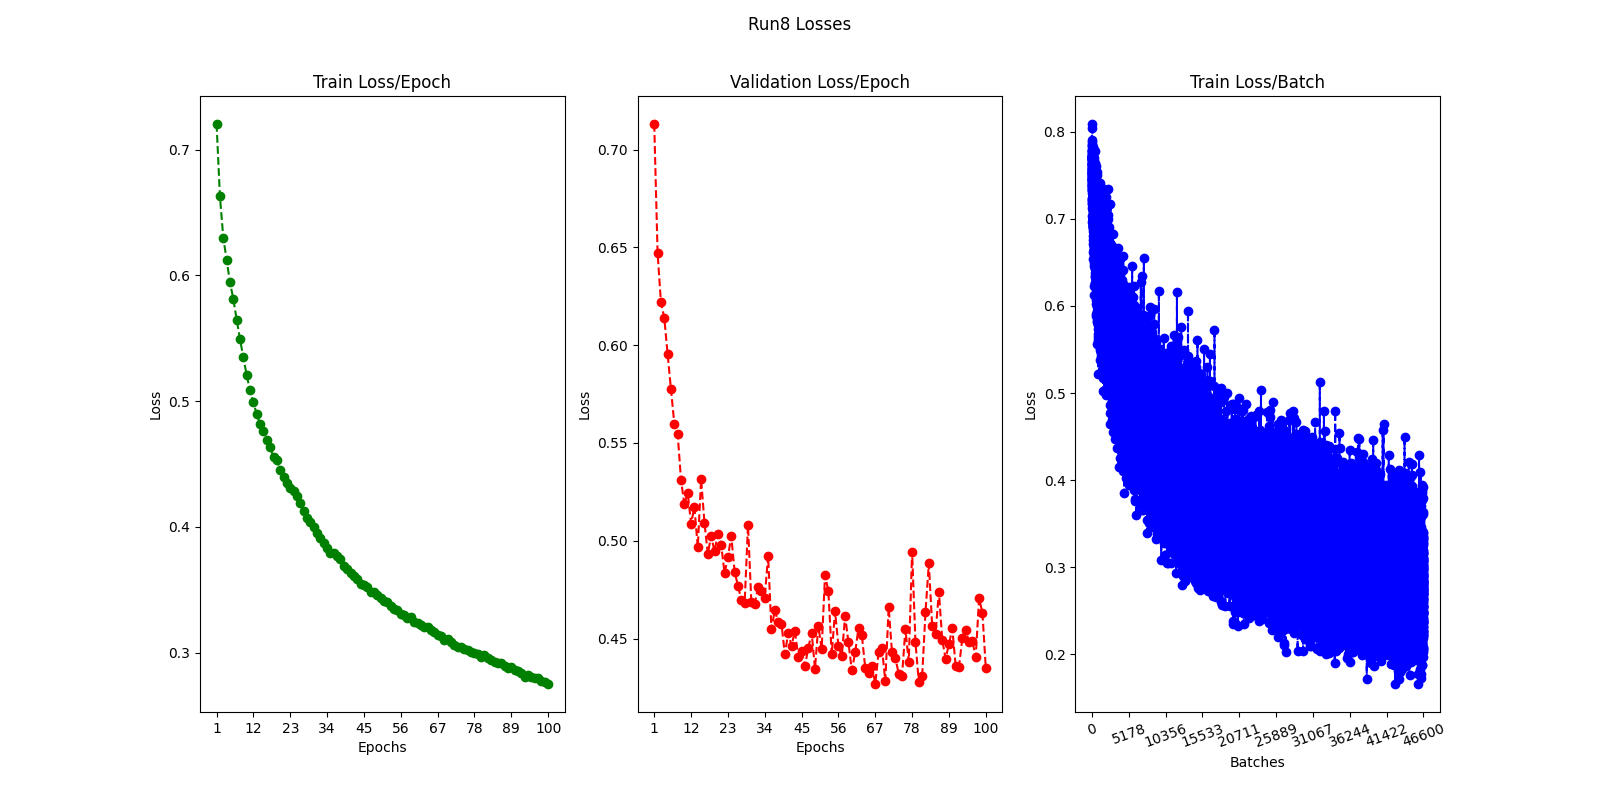 Run8 Losses
Train Loss/Epoch
Validation Loss/Epoch
Train Loss/Batch
Loss
0.7
0.6
0.5
0.4
0.3
1 12 23 34 45 56 67 78 89 100
Epochs
Loss
0.70
0.65
0.60
0.55
0.50
0.45
1 12 23 34 45 56 67 78 89 100
Epochs
Loss
0.8
0.7
0.6
0.5
0.4
0.3
0.2
0 5178 10356 15533 20711 25889 31067 36244 41422 46600
Batches